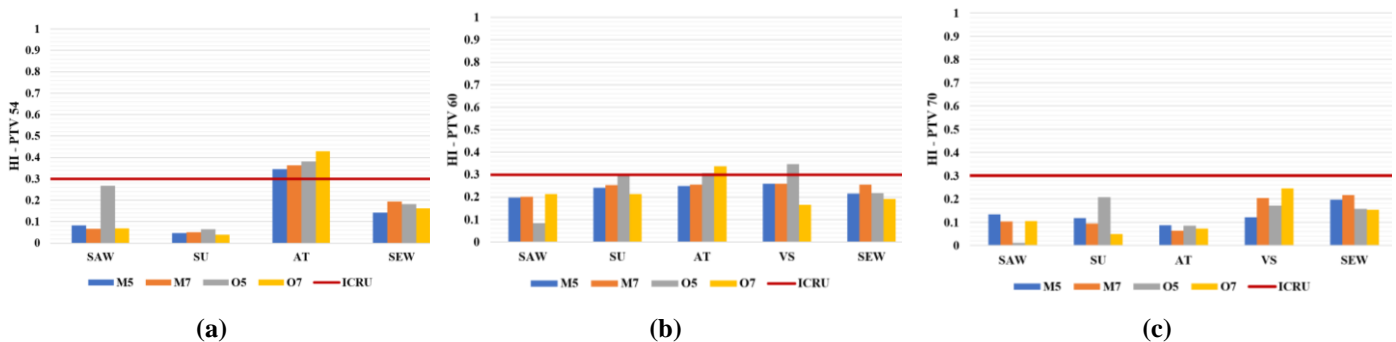 HI - PTV 54
1
0.9
0.8
0.7
0.6
0.5
0.4
0.3
0.2
0.1
0
SAW SU AT SEW
M5 M7 O5 O7 ICRU
(a)
HI - PTV 60
1
0.9
0.8
0.7
0.6
0.5
0.4
0.3
0.2
0.1
0
SAW SU AT VS SEW
M5 M7 O5 O7 ICRU
(b)
HI - PTV 70
1
0.9
0.8
0.7
0.6
0.5
0.4
0.3
0.2
0.1
0
SAW SU AT VS SEW
M5 M7 O5 O7 ICRU
(c)